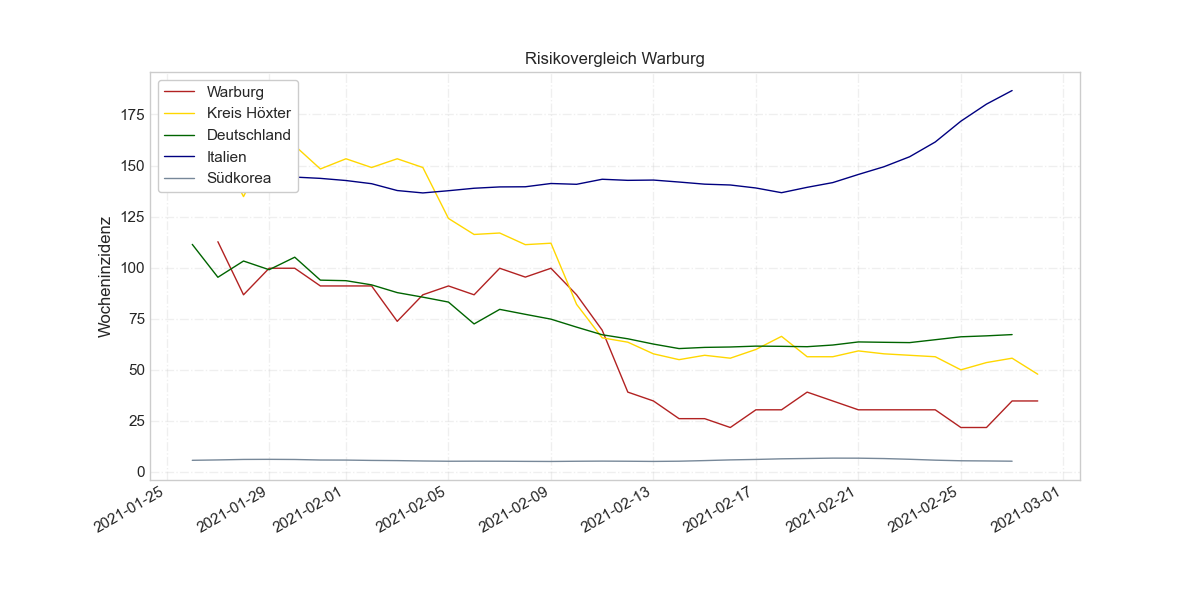 Risikovergleich Warburg
Warburg
Kreis Höxter
Deutschland
Italien
Südkorea
Wocheninzidenz
175
150
125
100
75
50
25
0
2021-01-25
2021-01-29
2021-02-01
2021-02-05
2021-02-09
2021-02-13
2021-02-17
2021-02-21
2021-02-25
2021-03-01